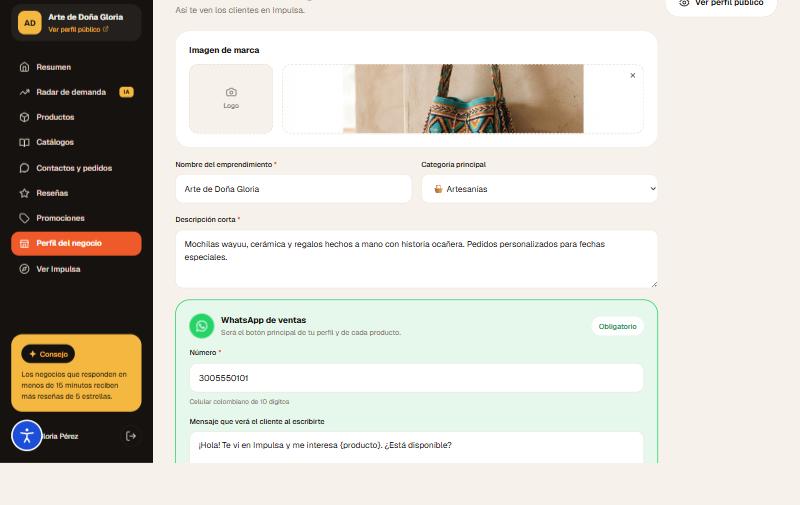 AD
Arte de Doña Gloria
Ver perfil público
Resumen
Radar de demanda
IA
Productos
Catálogos
Contactos y pedidos
Reseñas
Promociones
Perfil del negocio
Ver Impulsa
Consejo
Los negocios que responden en
menos de 15 minutos reciben
más reseñas de 5 estrellas.
loria Pérez
Así te ven los clientes en Impulsa.
Ver perfil público
Imagen de marca
Logo
×
Nombre del emprendimiento *
Categoría principal
Arte de Doña Gloria
Artesanías
Descripción corta *
Mochilas wayuu, cerámica y regalos hechos a mano con historia ocañera. Pedidos personalizados para fechas
especiales.
WhatsApp de ventas
Será el botón principal de tu perfil y de cada producto.
Obligatorio
Número *
3005550101
Celular colombiano de 10 dígitos
Mensaje que verá el cliente al escribirte
¡Hola! Te vi en Impulsa y me interesa {producto}. ¿Está disponible?